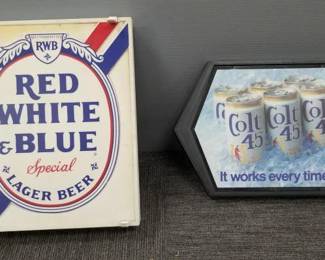 RWB
RED
WHITE
& BLUE
Special
LAGER BEER
Colt
45
Colt
45
Colt
45
It works every time